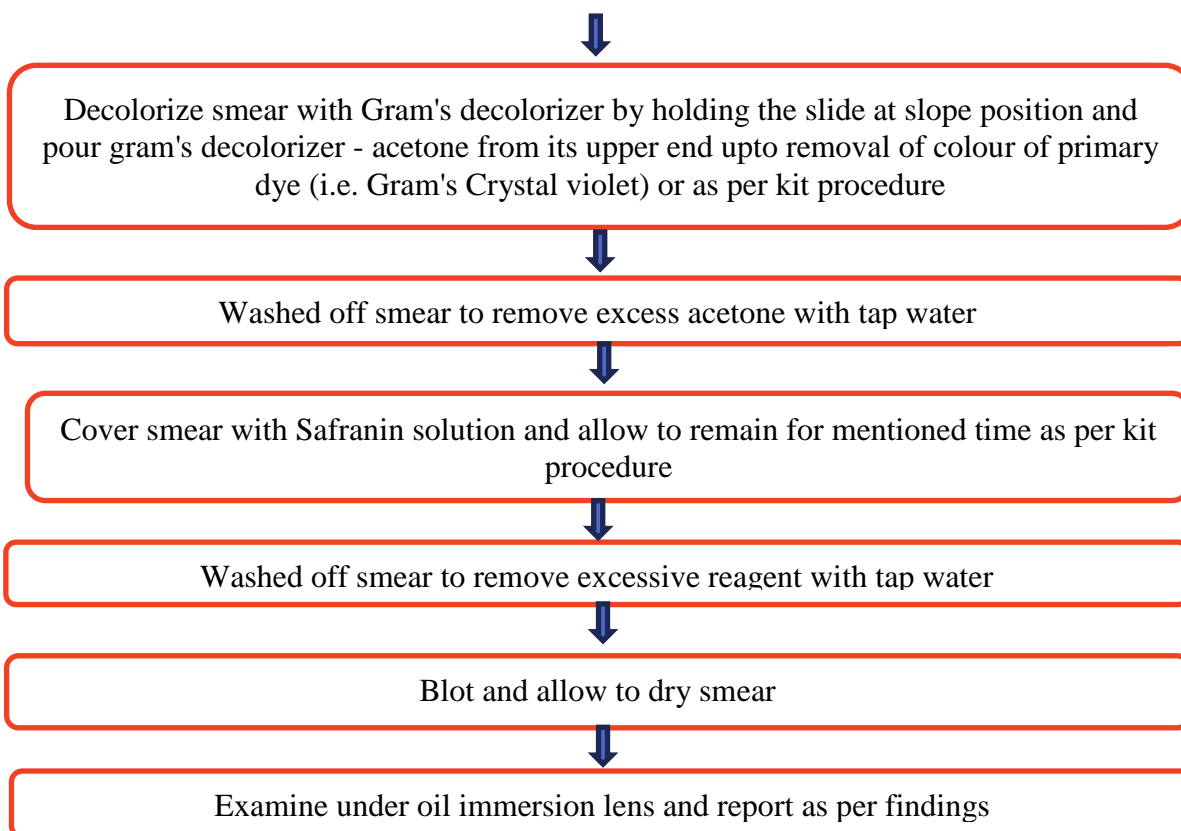 Decolorize smear with Gram's decolorizer by holding the slide at slope position and
pour gram's decolorizer - acetone from its upper end upto removal of colour of primary
dye (i.e. Gram's Crystal violet) or as per kit procedure
Washed off smear to remove excess acetone with tap water
Cover smear with Safranin solution and allow to remain for mentioned time as per kit
procedure
Washed off smear to remove excessive reagent with tap water
Blot and allow to dry smear
Examine under oil immersion lens and report as per findings